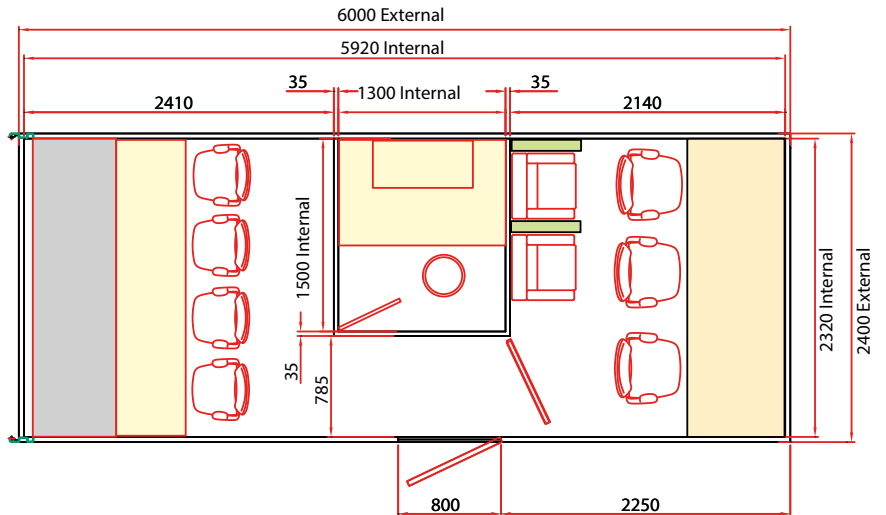 6000 External
5920 Internal
35
1300 Internal
35
2410
2140
1500 Internal
35
785
2320 Internal
2400 External
800
2250